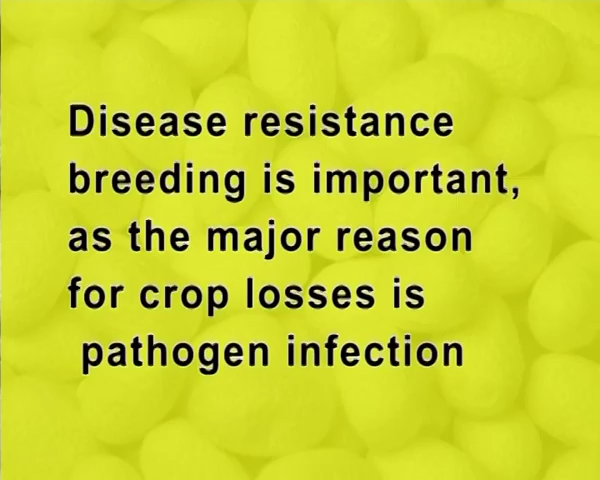 Disease resistance
breeding is important,
as the major reason
for crop losses is
pathogen infection